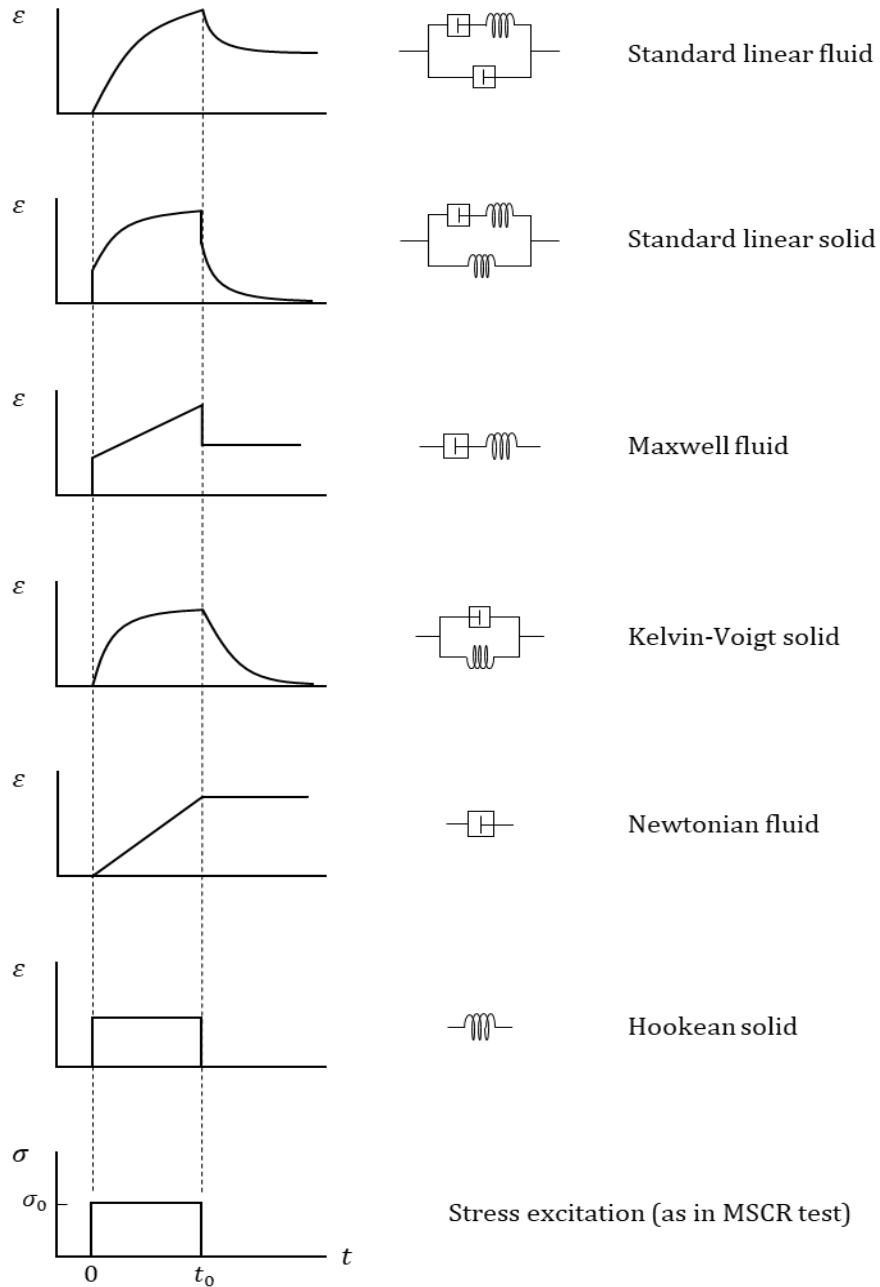 ε
Standard linear fluid
ε
Standard linear solid
ε
Maxwell fluid
ε
Kelvin-Voigt solid
ε
Newtonian fluid
ε
Hookean solid
σ
σ₀
Stress excitation (as in MSCR test)
t
0 t₀